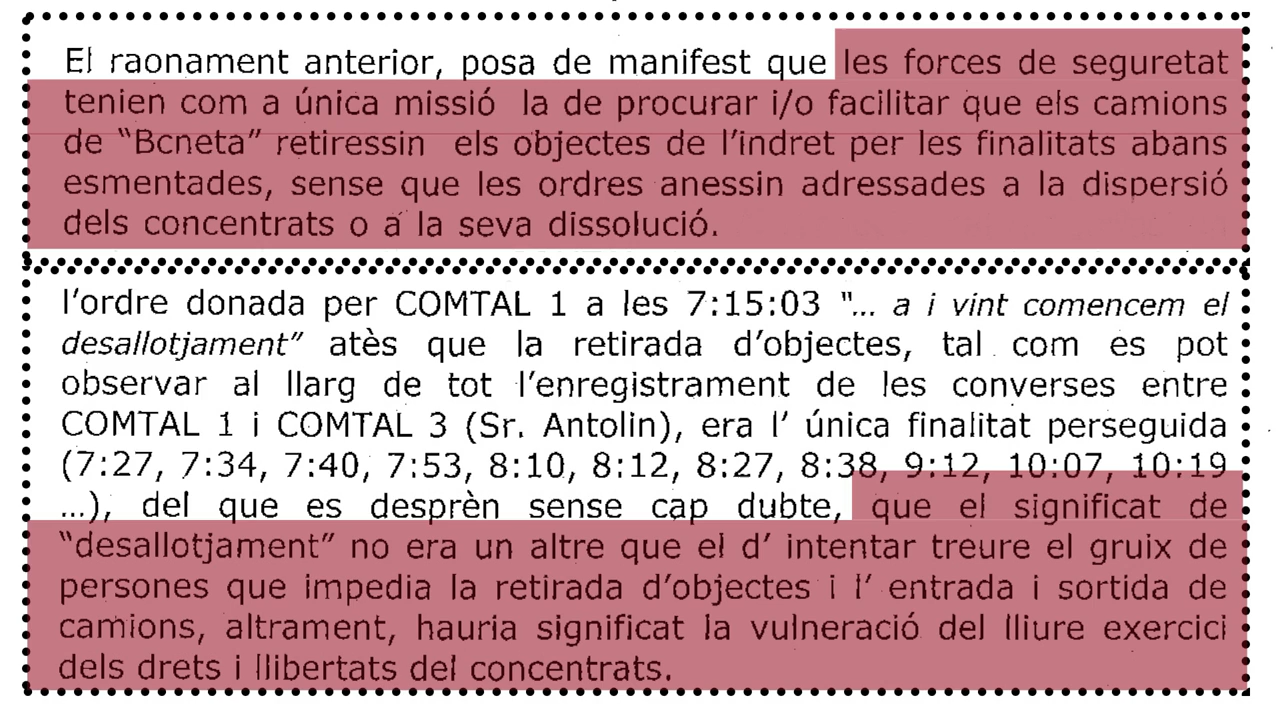 El raonament anterior, posa de manifest que les forces de seguretat
tenien com a única missió la de procurar i/o facilitar que els camions
de “Bcneta” retiressin els objectes de l’indret per les finalitats abans
esmentades, sense que les ordres anessin adressades a la dispersió
dels concentrats o a la seva dissolució.
l’ordre donada per COMTAL 1 a les 7:15:03 “... a i vint comencem el
desallotjament” atès que la retirada d’objectes, tal com es pot
observar al llarg de tot l’enregistrament de les converses entre
COMTAL 1 i COMTAL 3 (Sr. Antolin), era l’ única finalitat perseguida
(7:27, 7:34, 7:40, 7:53, 8:10, 8:12, 8:27, 8:38, 9:12, 10:07, 10:19
...), del que es desprèn sense cap dubte, que el significat de
“desallotjament” no era un altre que el d’ intentar treure el gruix de
persones que impedia la retirada d’objectes i l’ entrada i sortida de
camions, altrament, hauria significat la vulneració del lliure exercici
dels drets i llibertats del concentrats.